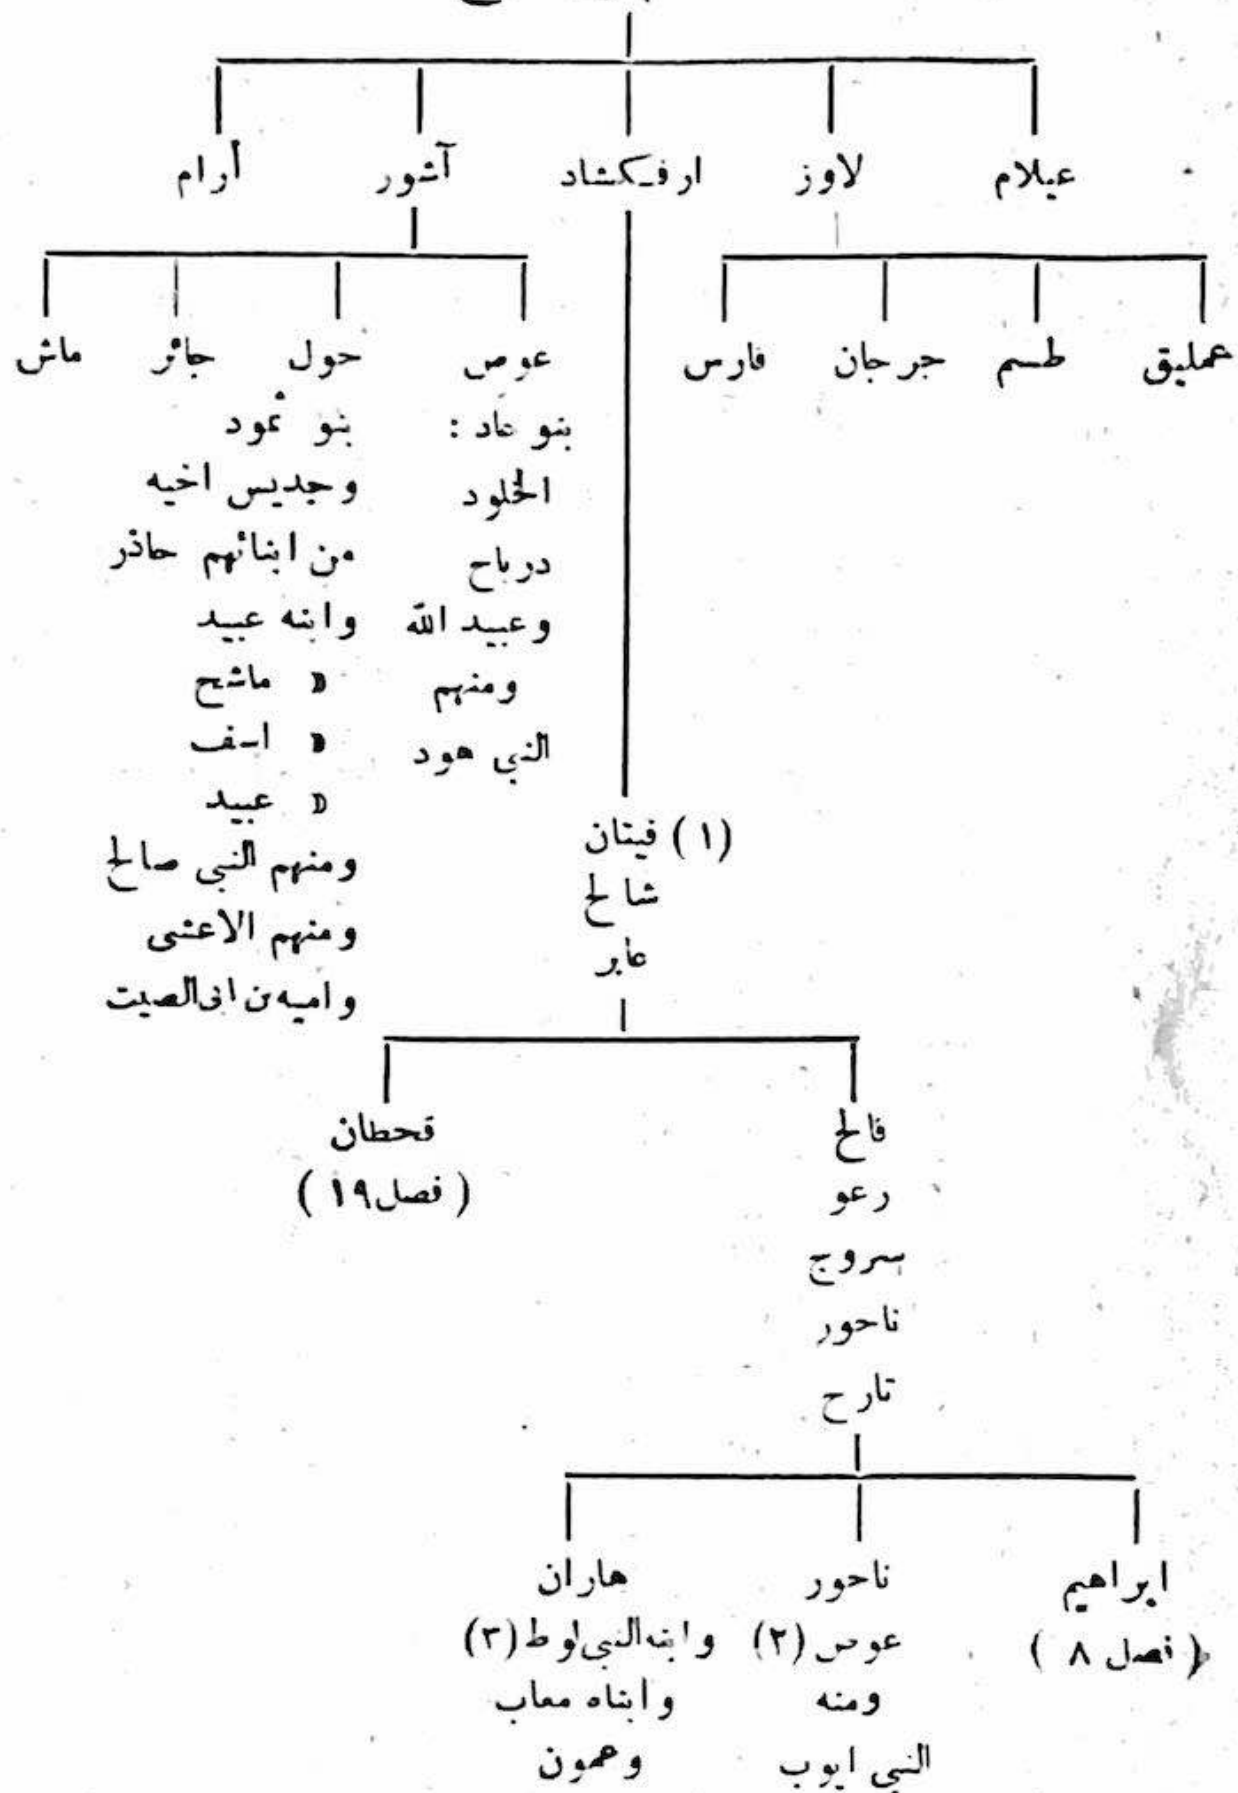 عيلام لاوز ارفكشاد آشور أرام
عمليق طسم جرجان فارس
عوص حول جاثر ماش
بنو عاد :
الخلود
درباح
وعبيد الله
ومنهم
النبي هود
بنو ثمود
وجديس اخيه
من ابنائهم حاذر
وابنه عبيد
» ماشح
» اسف
» عبيد
ومنهم النبي صالح
ومنهم الاعشى
واميه بن ابي الصيت
(١) فينان
شالح
عابر
فالح قحطان
(فصل ١٩)
رعو
سروج
ناحور
تارح
ابراهيم ناحور هاران
(فصل ٨) عوص (٢) وابنه النبي لوط (٣)
ومنه وابناه معاب
النبي ايوب وعمون